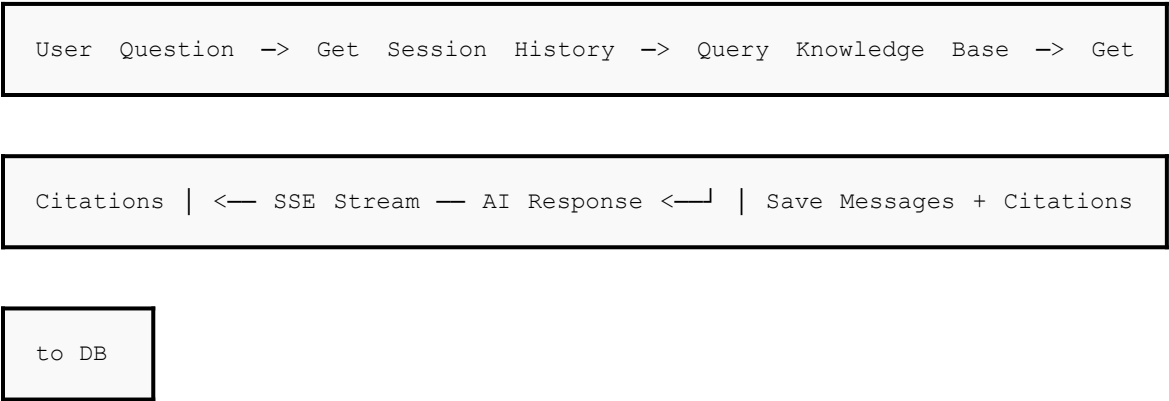 User Question —> Get Session History —> Query Knowledge Base —> Get
Citations │ <—— SSE Stream —— AI Response <——┘ │ Save Messages + Citations
to DB